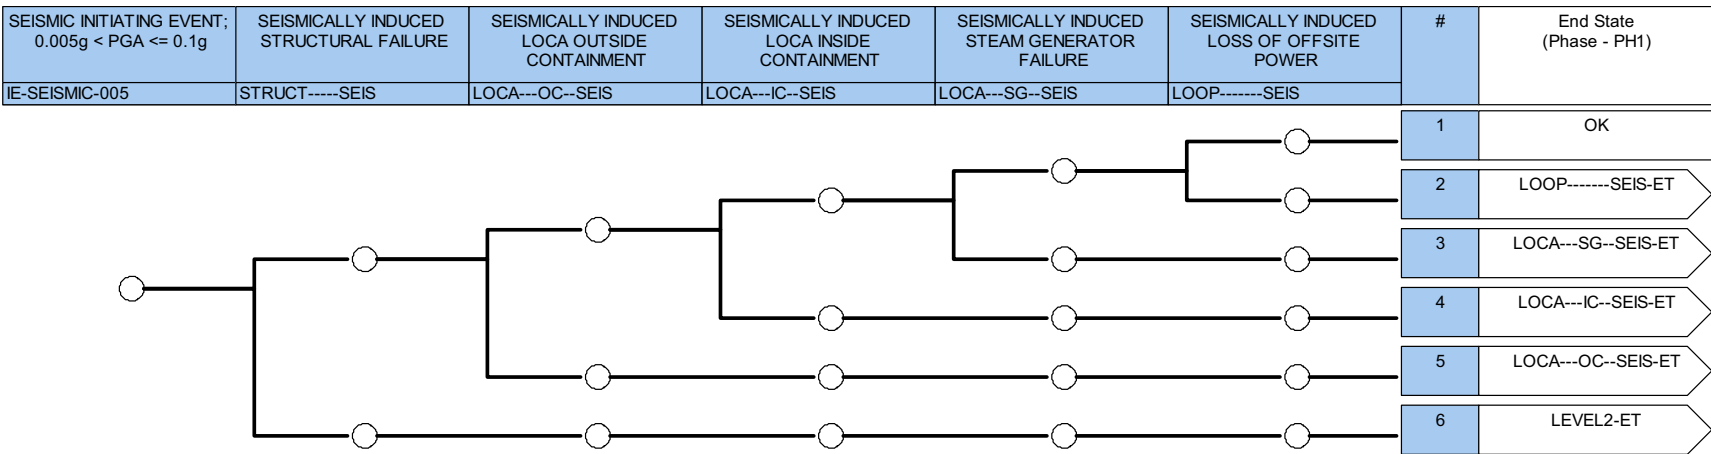 SEISMIC INITIATING EVENT;
0.005g < PGA <= 0.1g
SEISMICALLY INDUCED
STRUCTURAL FAILURE
SEISMICALLY INDUCED
LOCA OUTSIDE
CONTAINMENT
SEISMICALLY INDUCED
LOCA INSIDE
CONTAINMENT
SEISMICALLY INDUCED
STEAM GENERATOR
FAILURE
SEISMICALLY INDUCED
LOSS OF OFFSITE
POWER
#
End State
(Phase - PH1)
IE-SEISMIC-005
STRUCT-----SEIS
LOCA---OC--SEIS
LOCA---IC--SEIS
LOCA---SG--SEIS
LOOP-------SEIS
1
OK
2
LOOP-------SEIS-ET
3
LOCA---SG--SEIS-ET
4
LOCA---IC--SEIS-ET
5
LOCA---OC--SEIS-ET
6
LEVEL2-ET